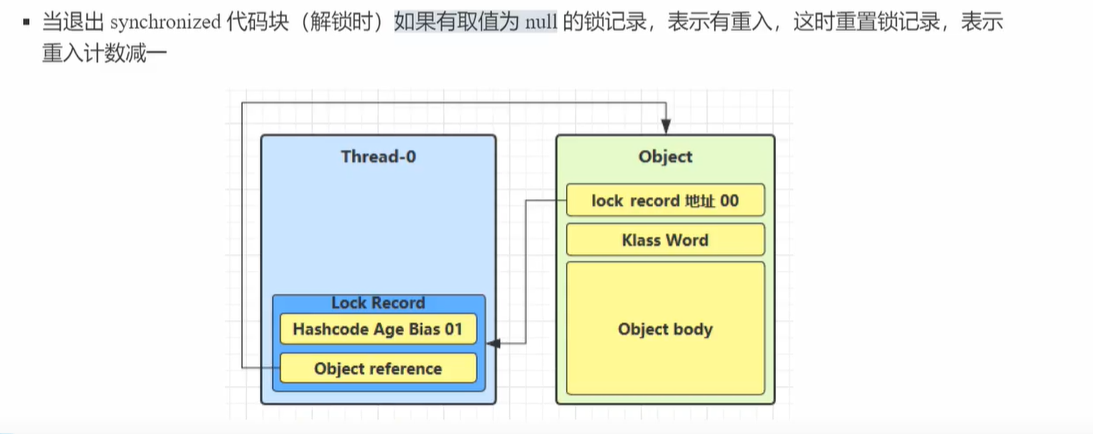 当退出 synchronized 代码块（解锁时）如果有取值为 null 的锁记录，表示有重入，这时重置锁记录，表示
重入计数减一
Thread-0
Object
lock record 地址 00
Klass Word
Lock Record
Hashcode Age Bias 01
Object body
Object reference